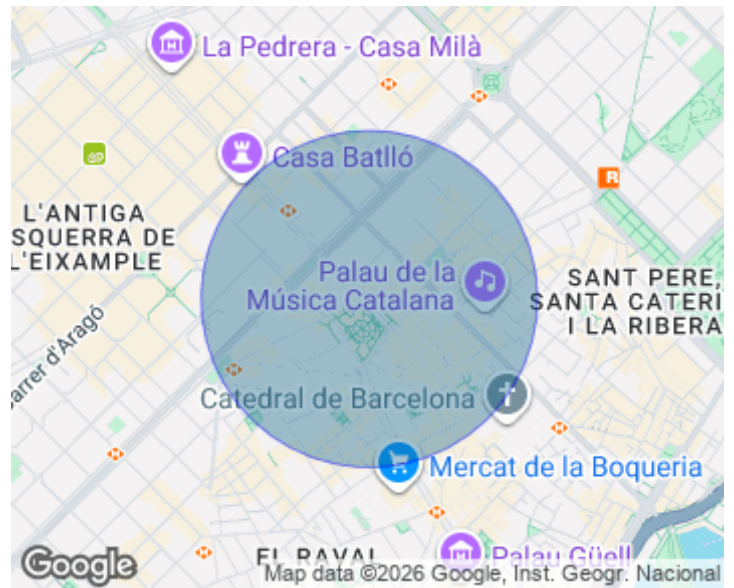 La Pedrera - Casa Milà
Casa Batlló
L'ANTIGA
SQUERRA DE
L'EIXAMPLE
R
Palau de la
Música Catalana
SANT PERE,
SANTA CATERI
I LA RIBERA
arrer d'Aragó
Catedral de Barcelona
Mercat de la Boqueria
EL RAVAL
Palau Güell
Google
Map data ©2026 Google, Inst. Geogr. Nacional